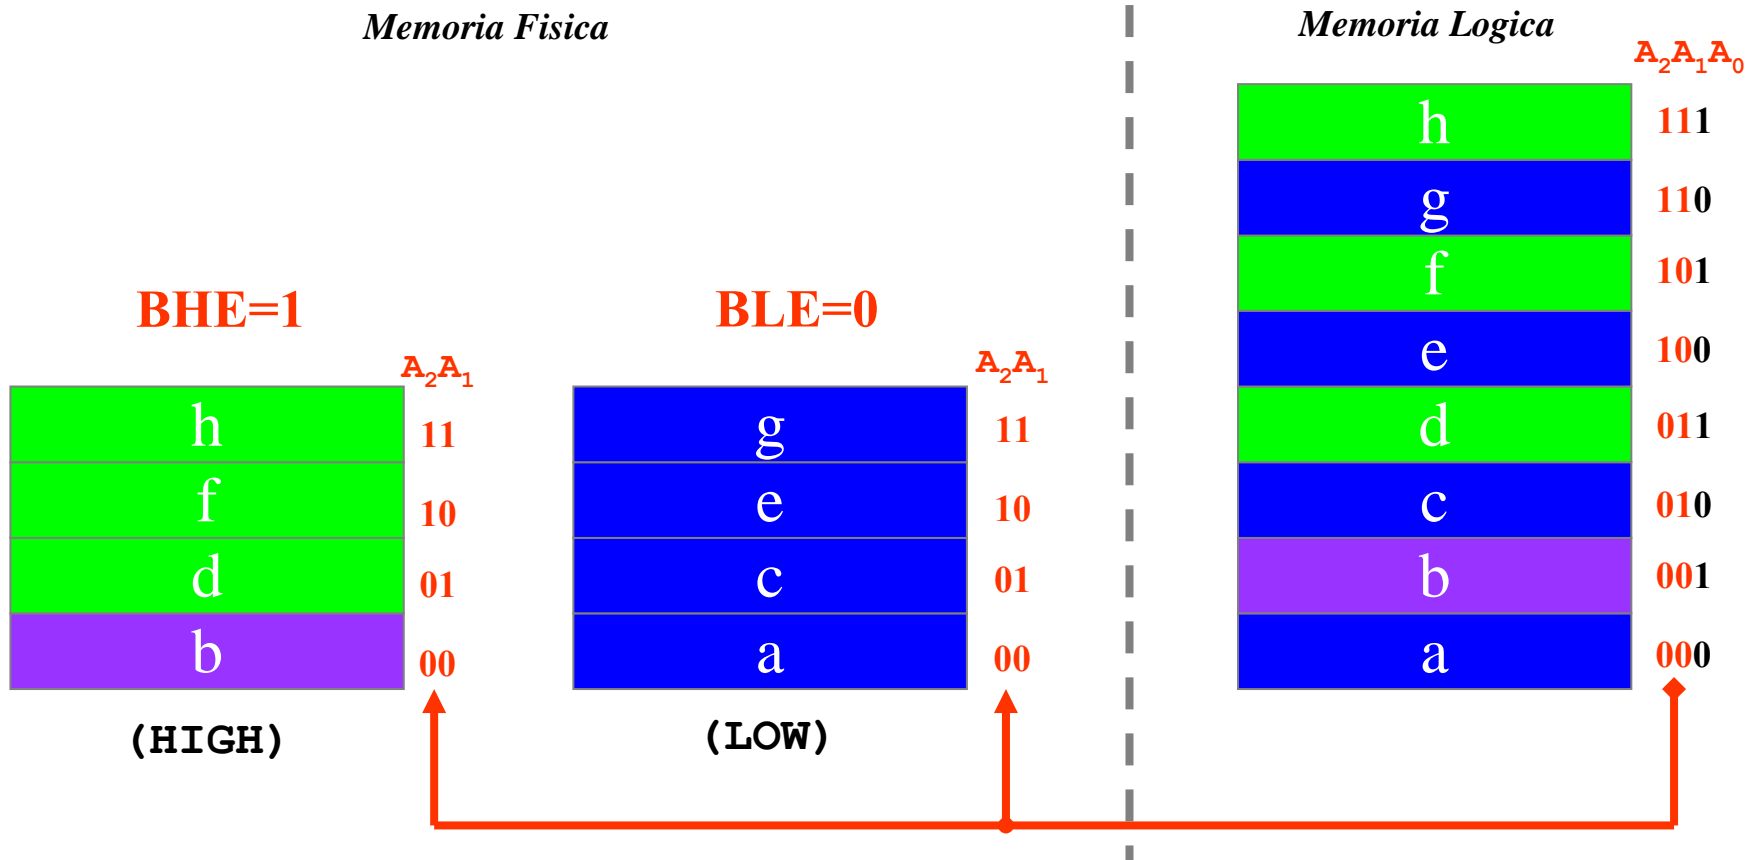 Memoria Fisica
BHE=1
A₂A₁
h 11
f 10
d 01
b 00
(HIGH)
BLE=0
A₂A₁
g 11
e 10
c 01
a 00
(LOW)
Memoria Logica
A₂A₁A₀
h 111
g 110
f 101
e 100
d 011
c 010
b 001
a 000